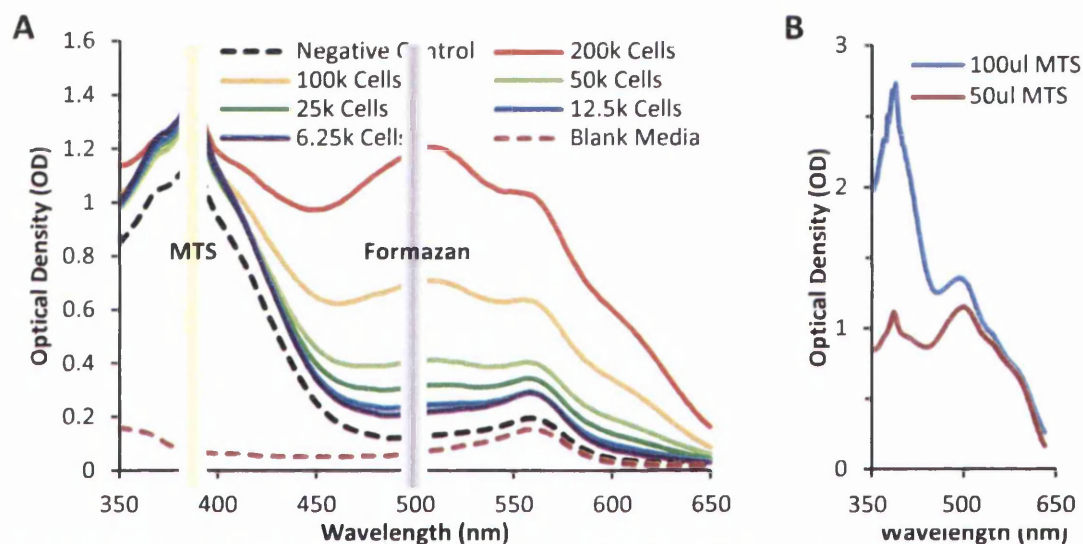 A
1.6
1.4
1.2
1
0.8
0.6
0.4
0.2
0
Optical Density (OD)
Negative Control
200k Cells
100k Cells
50k Cells
25k Cells
12.5k Cells
6.25k Cells
Blank Media
MTS
Formazan
350 400 450 500 550 600 650
Wavelength (nm)
B
3
2
1
0
Optical Density (OD)
100ul MTS
50ul MTS
350 500 650
Wavelength (nm)